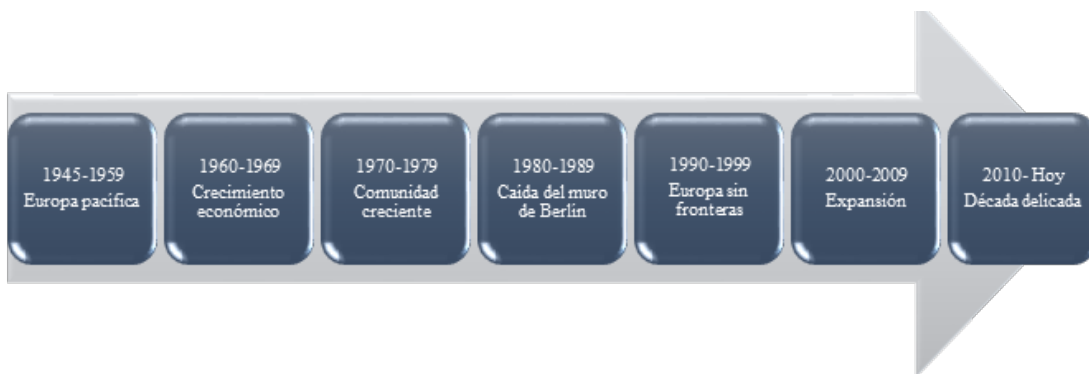 1945-1959
Europa pacífica
1960-1969
Crecimiento
económico
1970-1979
Comunidad
creciente
1980-1989
Caida del muro
de Berlín
1990-1999
Europa sin
fronteras
2000-2009
Expansión
2010- Hoy
Década delicada